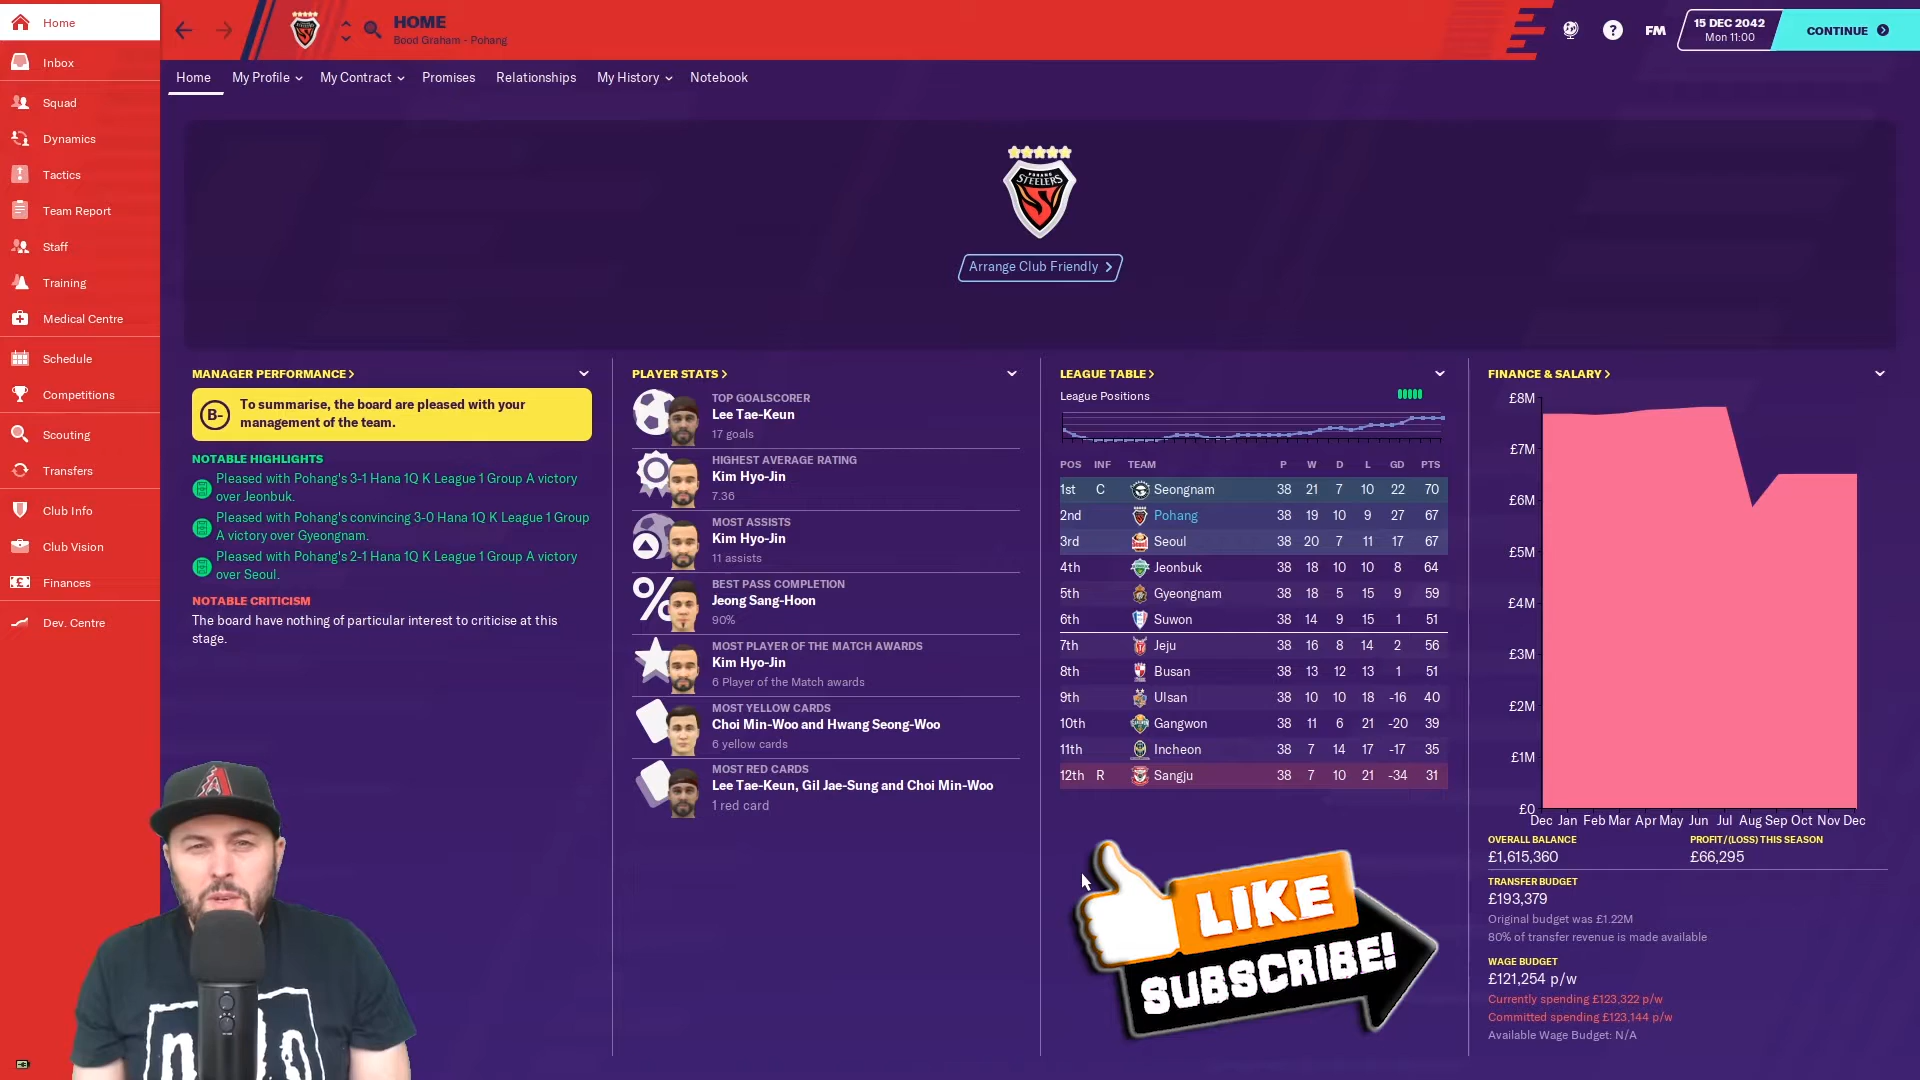 Home
Inbox
Squad
Dynamics
Tactics
Team Report
Staff
Training
Medical Centre
Schedule
Competitions
Scouting
Transfers
Club Info
Club Vision
Finances
Dev. Centre
HOME
Bood Graham - Pohang
?
FM
15 DEC 2042
Mon 11:00
CONTINUE
Home My Profile My Contract Promises Relationships My History Notebook
POHANG
STEELERS
Arrange Club Friendly
MANAGER PERFORMANCE
B- To summarise, the board are pleased with your
management of the team.
NOTABLE HIGHLIGHTS
Pleased with Pohang's 3-1 Hana 1Q K League 1 Group A victory
over Jeonbuk.
Pleased with Pohang's convincing 3-0 Hana 1Q K League 1 Group
A victory over Gyeongnam.
Pleased with Pohang's 2-1 Hana 1Q K League 1 Group A victory
over Seoul.
NOTABLE CRITICISM
The board have nothing of particular interest to criticise at this
stage.
PLAYER STATS
TOP GOALSCORER
Lee Tae-Keun
17 goals
HIGHEST AVERAGE RATING
Kim Hyo-Jin
7.36
MOST ASSISTS
Kim Hyo-Jin
11 assists
BEST PASS COMPLETION
Jeong Sang-Hoon
90%
MOST PLAYER OF THE MATCH AWARDS
Kim Hyo-Jin
6 Player of the Match awards
MOST YELLOW CARDS
Choi Min-Woo and Hwang Seong-Woo
6 yellow cards
MOST RED CARDS
Lee Tae-Keun, Gil Jae-Sung and Choi Min-Woo
1 red card
LEAGUE TABLE
League Positions
POS INF TEAM P W D L GD PTS
1st C Seongnam 38 21 7 10 22 70
2nd Pohang 38 19 10 9 27 67
3rd Seoul 38 20 7 11 17 67
4th Jeonbuk 38 18 10 10 8 64
5th Gyeongnam 38 18 5 15 9 59
6th Suwon 38 14 9 15 1 51
7th Jeju 38 16 8 14 2 56
8th Busan 38 13 12 13 1 51
9th Ulsan 38 10 10 18 -16 40
10th Gangwon 38 11 6 21 -20 39
11th Incheon 38 7 14 17 -17 35
12th R Sangju 38 7 10 21 -34 31
LIKE
SUBSCRIBE!
FINANCE & SALARY
£8M
£7M
£6M
£5M
£4M
£3M
£2M
£1M
£0
Dec Jan Feb Mar Apr May Jun Jul Aug Sep Oct Nov Dec
OVERALL BALANCE PROFIT/(LOSS) THIS SEASON
£1,615,360 £66,295
TRANSFER BUDGET
£193,379
Original budget was £1.22M
80% of transfer revenue is made available
WAGE BUDGET
£121,254 p/w
Currently spending £123,322 p/w
Committed spending £123,144 p/w
Available Wage Budget: N/A